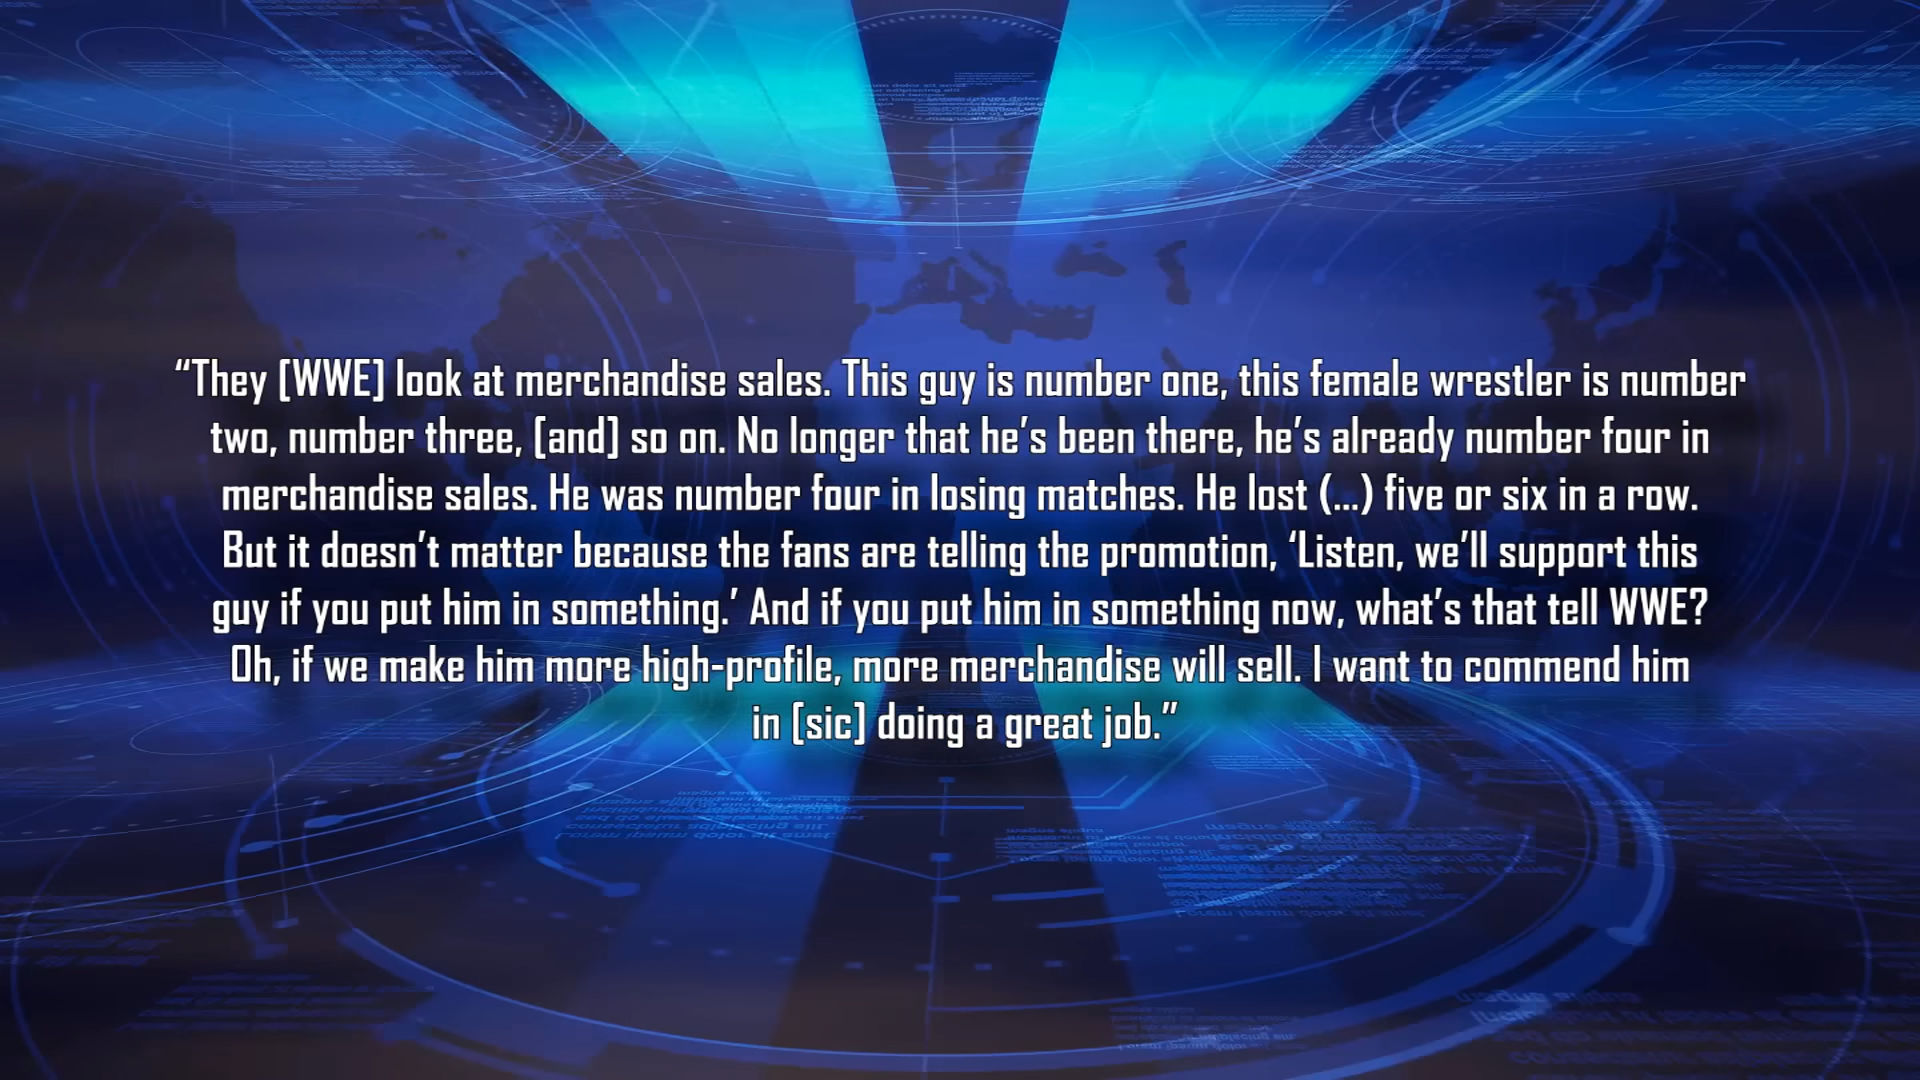 “They [WWE] look at merchandise sales. This guy is number one, this female wrestler is number
two, number three, [and] so on. No longer that he’s been there, he’s already number four in
merchandise sales. He was number four in losing matches. He lost (...) five or six in a row.
But it doesn’t matter because the fans are telling the promotion, ‘Listen, we’ll support this
guy if you put him in something.’ And if you put him in something now, what’s that tell WWE?
Oh, if we make him more high-profile, more merchandise will sell. I want to commend him
in [sic] doing a great job.”